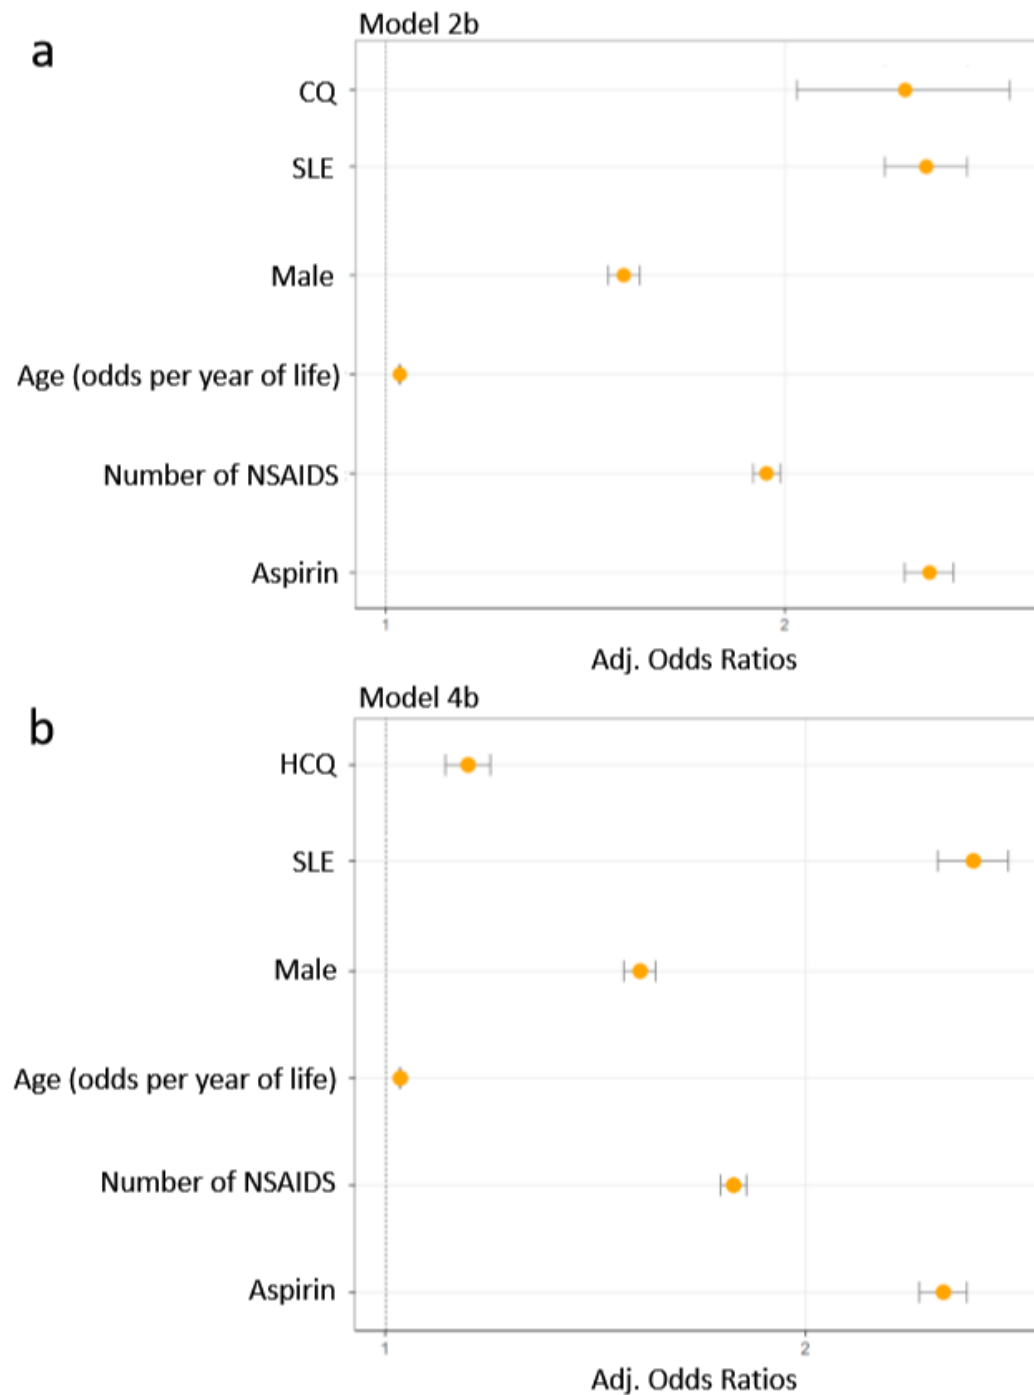 a
Model 2b
CQ
SLE
Male
Age (odds per year of life)
Number of NSAIDS
Aspirin
1 2
Adj. Odds Ratios
b
Model 4b
HCQ
SLE
Male
Age (odds per year of life)
Number of NSAIDS
Aspirin
1 2
Adj. Odds Ratios